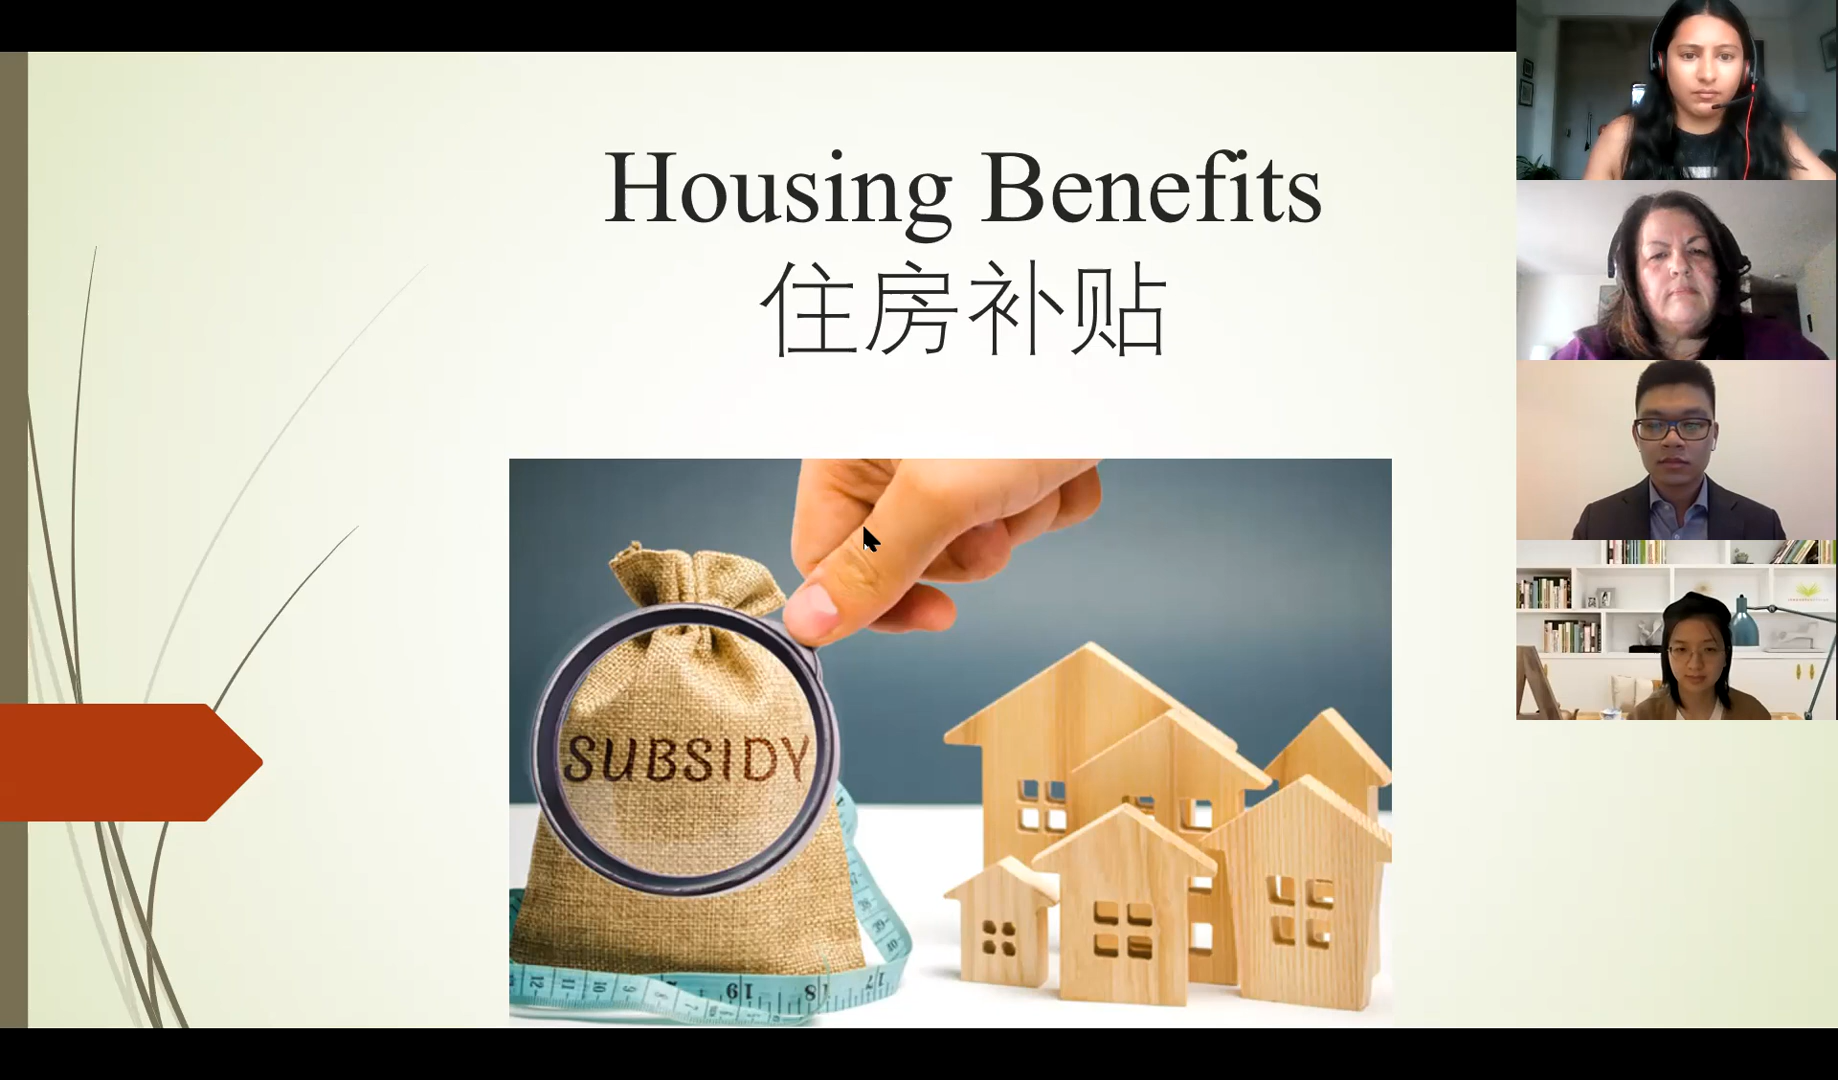 Housing Benefits
住房补贴
SUBSIDY